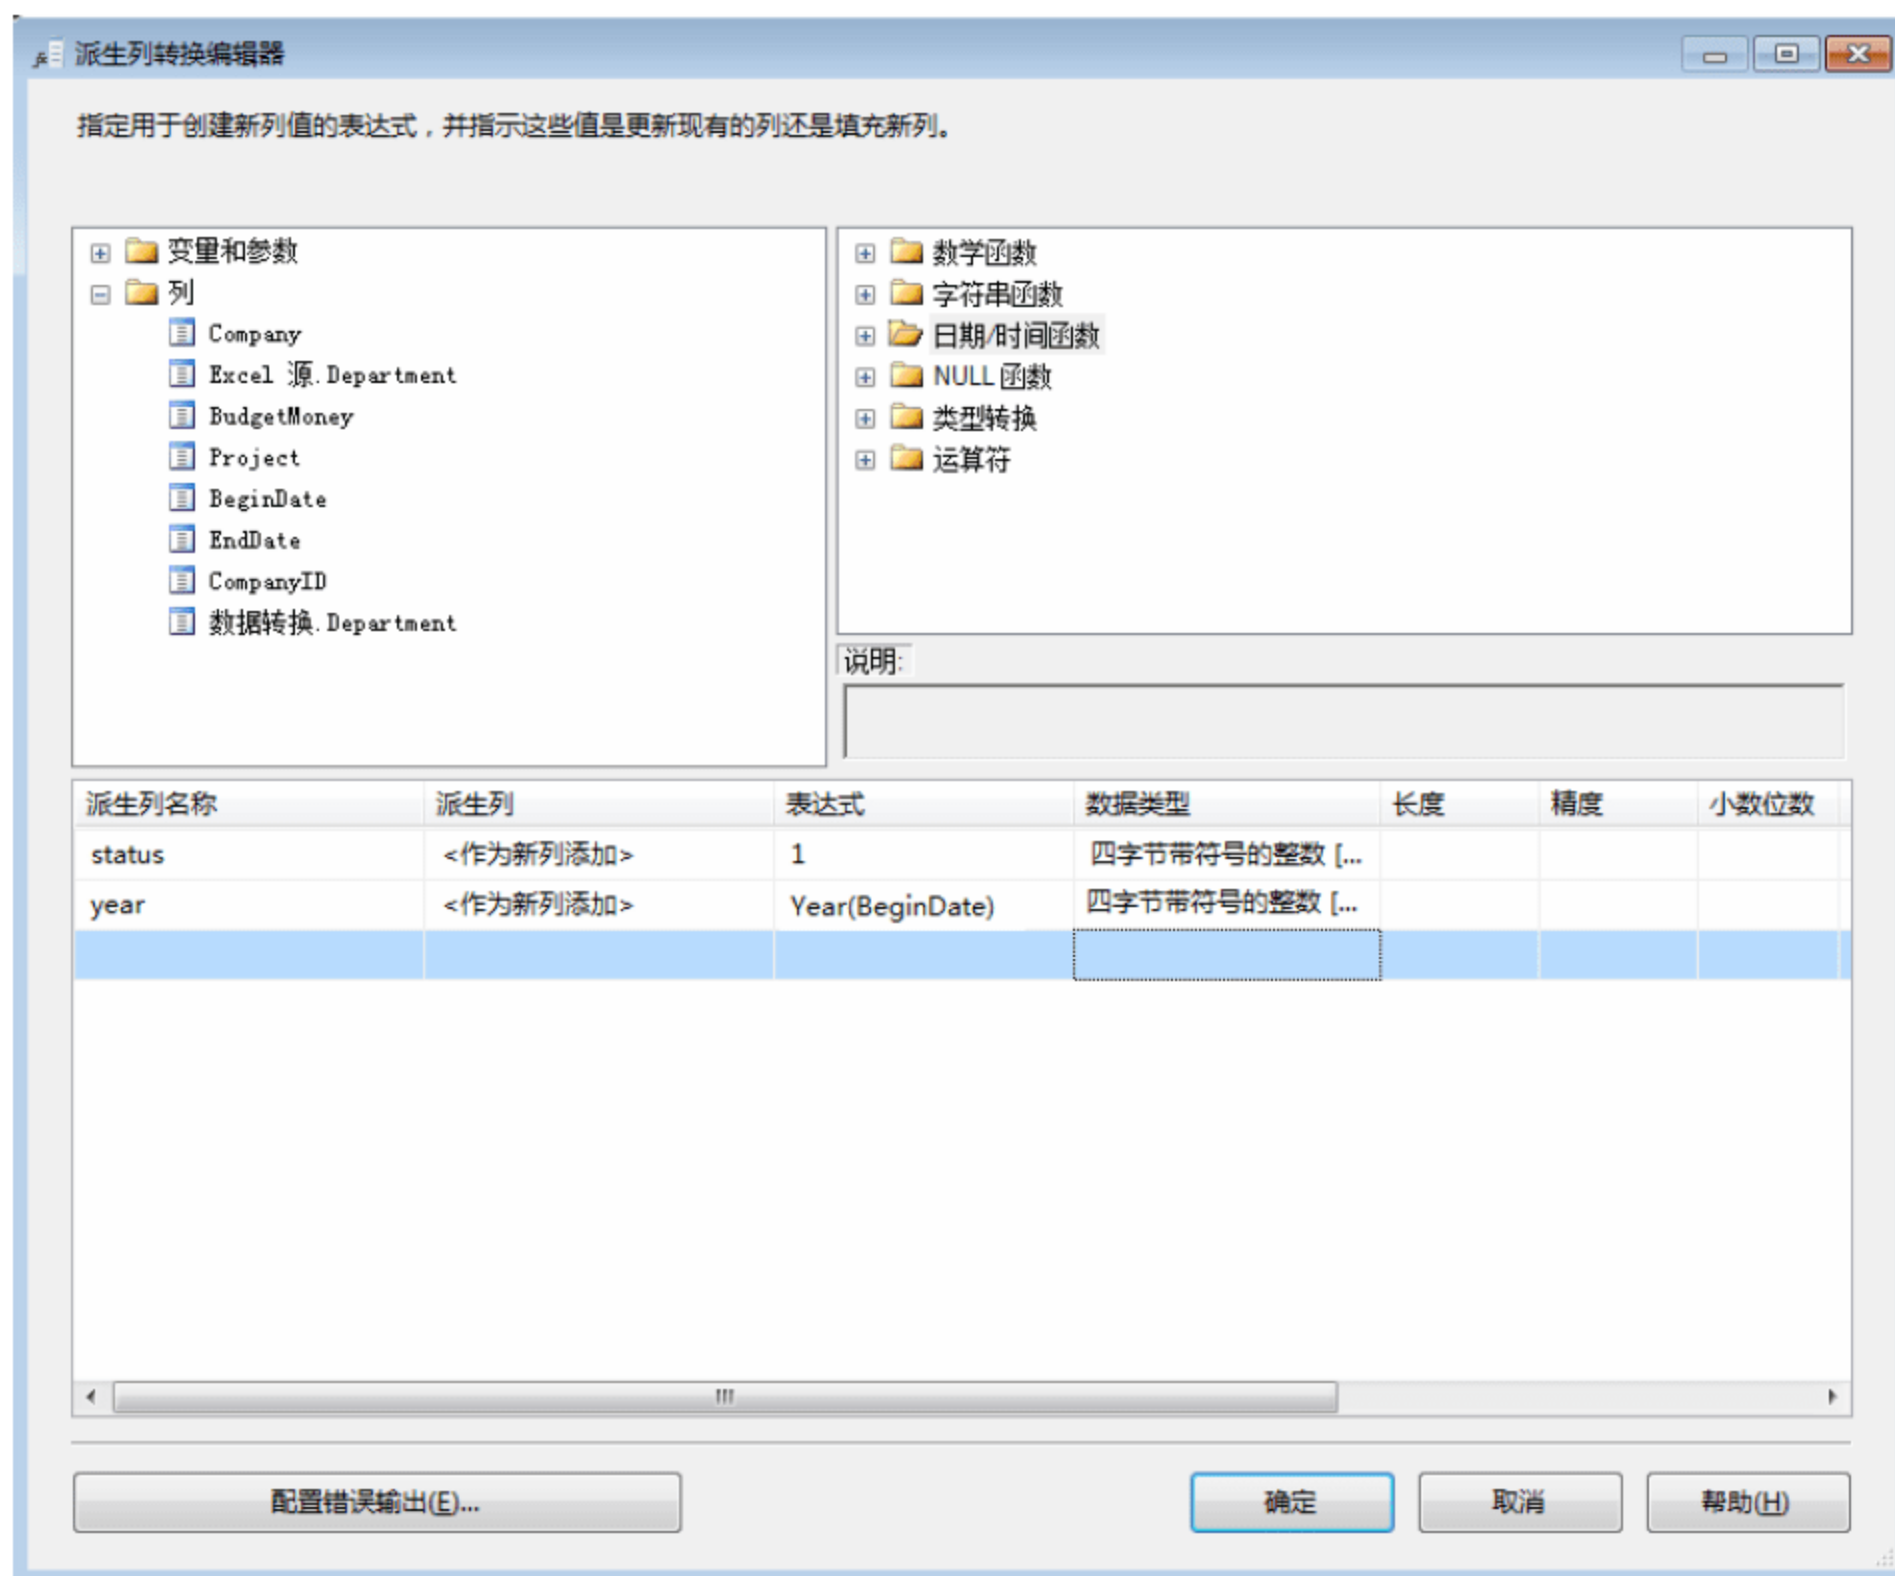 派生列转换编辑器
指定用于创建新列值的表达式，并指示这些值是更新现有的列还是填充新列。
变量和参数
列
Company
Excel 源.Department
BudgetMoney
Project
BeginDate
EndDate
CompanyID
数据转换.Department
数学函数
字符串函数
日期/时间函数
NULL 函数
类型转换
运算符
说明:
派生列名称 派生列 表达式 数据类型 长度 精度 小数位数
status <作为新列添加> 1 四字节带符号的整数 [...
year <作为新列添加> Year(BeginDate) 四字节带符号的整数 [...
配置错误输出(E)... 确定 取消 帮助(H)